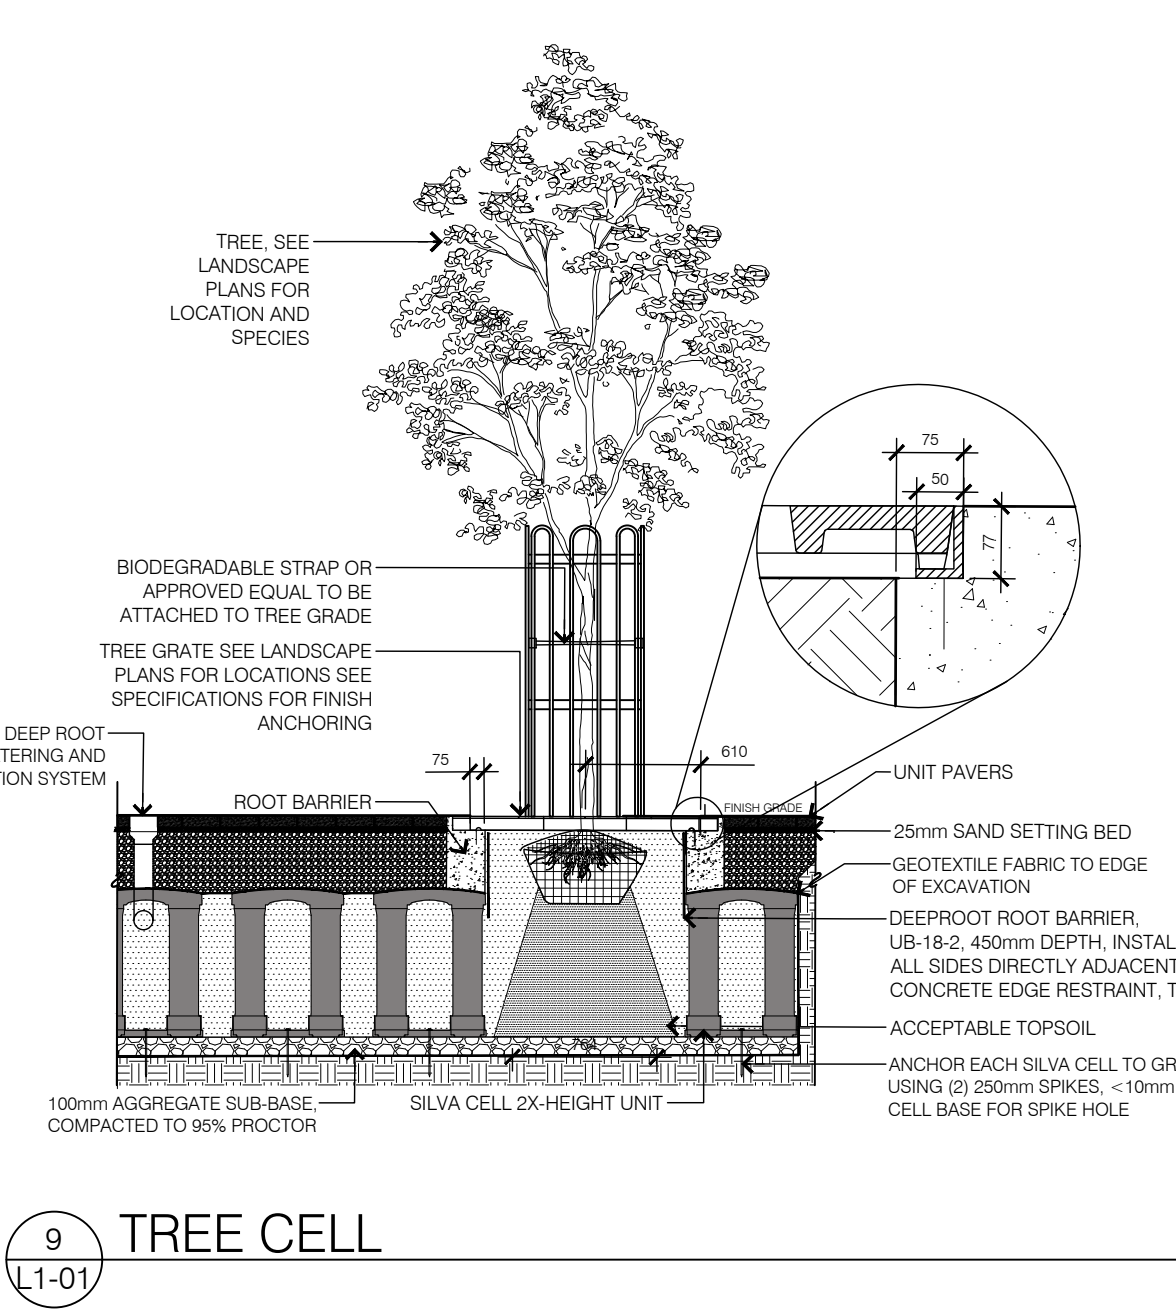 TREE, SEE
LANDSCAPE
PLANS FOR
LOCATION AND
SPECIES
75
50
77
BIODEGRADABLE STRAP OR
APPROVED EQUAL TO BE
ATTACHED TO TREE GRADE
TREE GRATE SEE LANDSCAPE
PLANS FOR LOCATIONS SEE
SPECIFICATIONS FOR FINISH
ANCHORING
DEEP ROOT
TERING AND
TION SYSTEM
75
610
ROOT BARRIER
FINISH GRADE
UNIT PAVERS
25mm SAND SETTING BED
GEOTEXTILE FABRIC TO EDGE
OF EXCAVATION
DEEPROOT ROOT BARRIER,
UB-18-2, 450mm DEPTH, INSTAL
ALL SIDES DIRECTLY ADJACENT
CONCRETE EDGE RESTRAINT, T
ACCEPTABLE TOPSOIL
764
ANCHOR EACH SILVA CELL TO GR
USING (2) 250mm SPIKES, <10mm
CELL BASE FOR SPIKE HOLE
100mm AGGREGATE SUB-BASE,
COMPACTED TO 95% PROCTOR
SILVA CELL 2X-HEIGHT UNIT
9
L1-01
TREE CELL